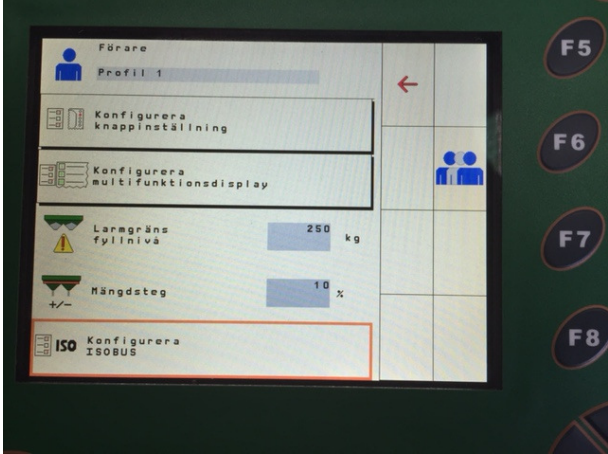 Förare
Profil 1
Konfigurera
knappinställning
Konfigurera
multifunktionsdisplay
Larmgräns
fyllnivå
250
kg
+/-
Mängdsteg
10
%
ISO
Konfigurera
ISOBUS
F5
F6
F7
F8